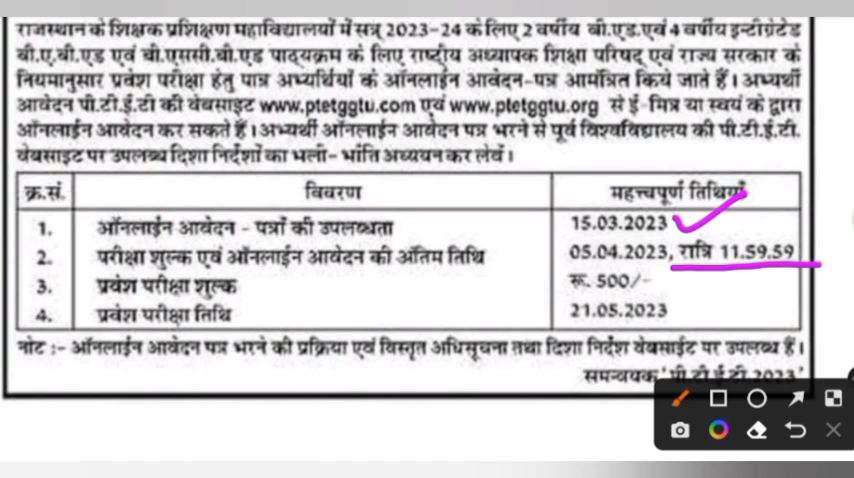 राजस्थान के शिक्षक प्रशिक्षण महाविद्यालयों में सत्र 2023-24 के लिए 2 वर्षीय बी.एड.एवं 4 वर्षीय इन्टीग्रेटेड
बी.ए.बी.एड एवं बी.एससी.बी.एड पाठ्यक्रम के लिए राष्ट्रीय अध्यापक शिक्षा परिषद् एवं राज्य सरकार के
नियमानुसार प्रवेश परीक्षा हेतु पात्र अभ्यर्थियों के ऑनलाईन आवेदन-पत्र आमंत्रित किये जाते हैं। अभ्यर्थी
आवेदन पी.टी.ई.टी की वेबसाइट www.ptetggtu.com एवं www.ptetggtu.org से ई-मित्र या स्वयं के द्वारा
ऑनलाईन आवेदन कर सकते हैं।अभ्यर्थी ऑनलाईन आवेदन पत्र भरने से पूर्व विश्वविद्यालय की पी.टी.ई.टी.
वेबसाइट पर उपलब्ध दिशा निर्देशों का भली-भांति अध्ययन कर लेवें।
क्र.सं. विवरण महत्त्वपूर्ण तिथियाँ
1. ऑनलाईन आवेदन - पत्रों की उपलब्धता 15.03.2023
2. परीक्षा शुल्क एवं ऑनलाईन आवेदन की अंतिम तिथि 05.04.2023, रात्रि 11.59.59
3. प्रवेश परीक्षा शुल्क रू. 500/-
4. प्रवेश परीक्षा तिथि 21.05.2023
नोट :- ऑनलाईन आवेदन पत्र भरने की प्रक्रिया एवं विस्तृत अधिसूचना तथा दिशा निर्देश वेबसाईट पर उपलब्ध हैं।
समन्वयक 'पी.टी.ई.टी.2023'